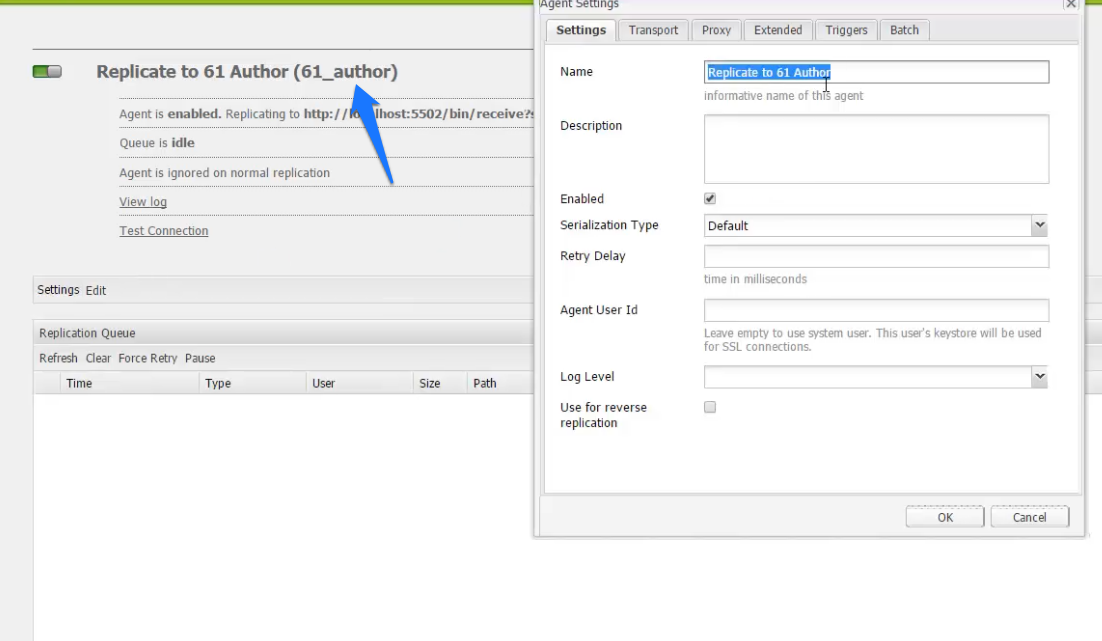 Agent Settings
Settings Transport Proxy Extended Triggers Batch
Replicate to 61 Author (61_author)
Agent is enabled. Replicating to http://localhost:5502/bin/receive?s
Queue is idle
Agent is ignored on normal replication
View log
Test Connection
Settings Edit
Replication Queue
Refresh Clear Force Retry Pause
Time Type User Size Path
Name Replicate to 61 Author
informative name of this agent
Description
Enabled
Serialization Type Default
Retry Delay
time in milliseconds
Agent User Id
Leave empty to use system user. This user's keystore will be used
for SSL connections.
Log Level
Use for reverse
replication
OK Cancel